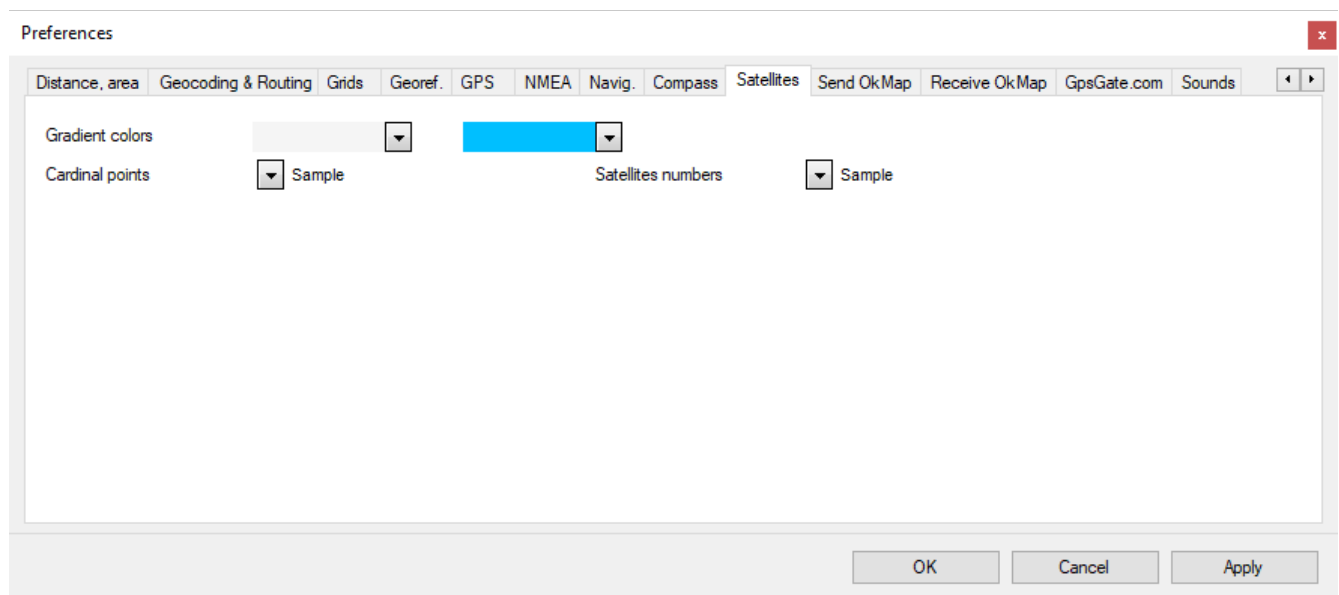 Preferences
x
Distance, area Geocoding & Routing Grids Georef. GPS NMEA Navig. Compass Satellites Send OkMap Receive OkMap GpsGate.com Sounds
Gradient colors
Cardinal points Sample Satellites numbers Sample
OK Cancel Apply